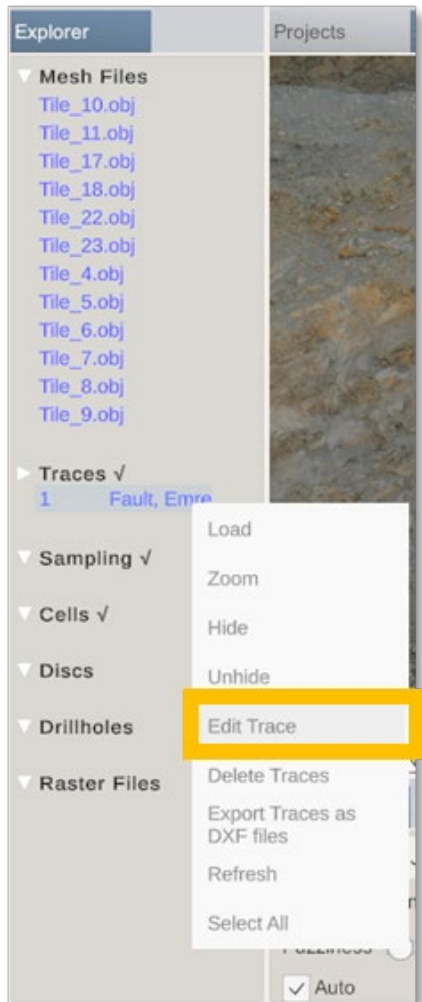 Explorer
Projects
Mesh Files
Tile_10.obj
Tile_11.obj
Tile_17.obj
Tile_18.obj
Tile_22.obj
Tile_23.obj
Tile_4.obj
Tile_5.obj
Tile_6.obj
Tile_7.obj
Tile_8.obj
Tile_9.obj
Traces √
1 Fault, Emre
Sampling √
Cells √
Discs
Drillholes
Raster Files
Load
Zoom
Hide
Unhide
Edit Trace
Delete Traces
Export Traces as
DXF files
Refresh
Select All
Fuzziness
Auto